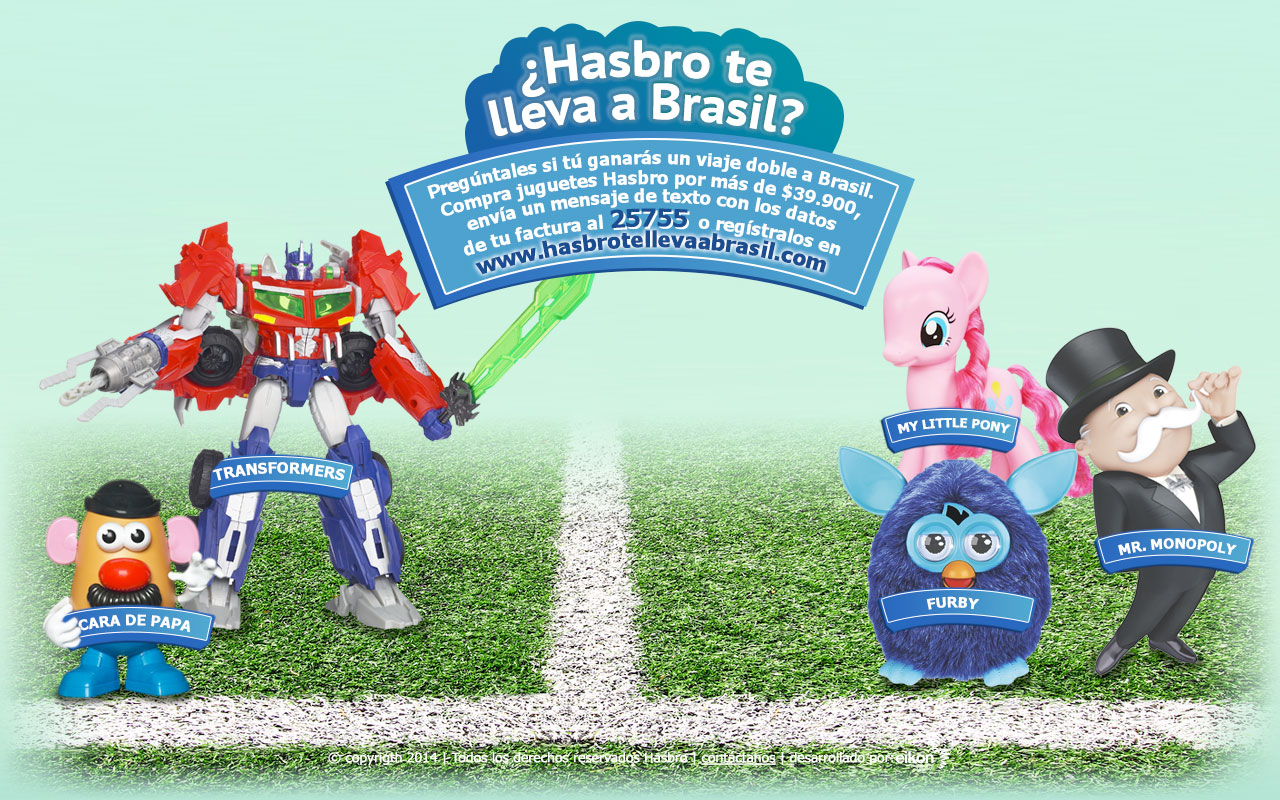 ¿Hasbro te
lleva a Brasil?
Pregúntales si tú ganarás un viaje doble a Brasil.
Compra juguetes Hasbro por más de $39.900,
envía un mensaje de texto con los datos
de tu factura al 25755 o regístralos en
www.hasbrotellevaabrasil.com
MY LITTLE PONY
TRANSFORMERS
MR. MONOPOLY
FURBY
CARA DE PAPA
© copyrigth 2014 | Todos los derechos reservados Hasbro | contáctanos | desarrollado por eikon